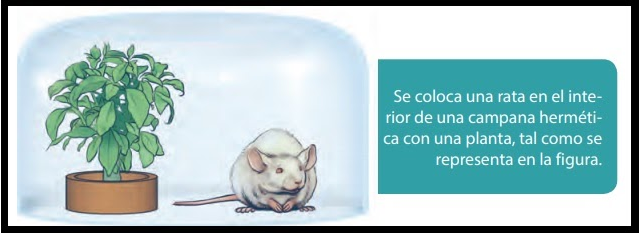 Se coloca una rata en el inte-
rior de una campana herméti-
ca con una planta, tal como se
representa en la figura.